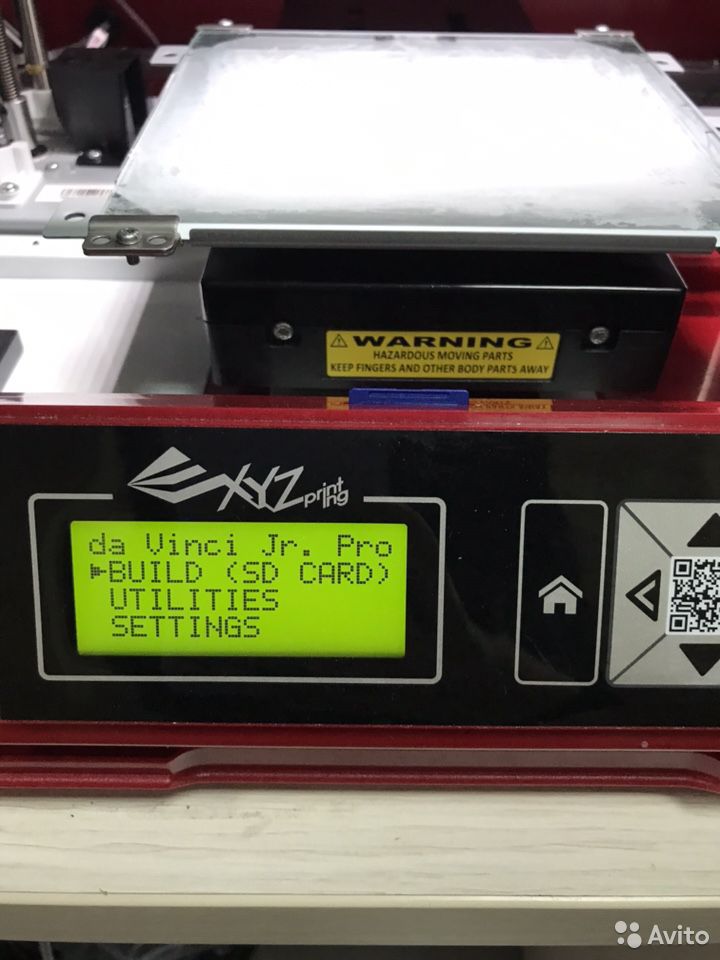 WARNING
HAZARDOUS MOVING PARTS
KEEP FINGERS AND OTHER BODY PARTS AWAY
XYZprinting
da Vinci Jr. Pro
BUILD (SD CARD)
UTILITIES
SETTINGS
Avito